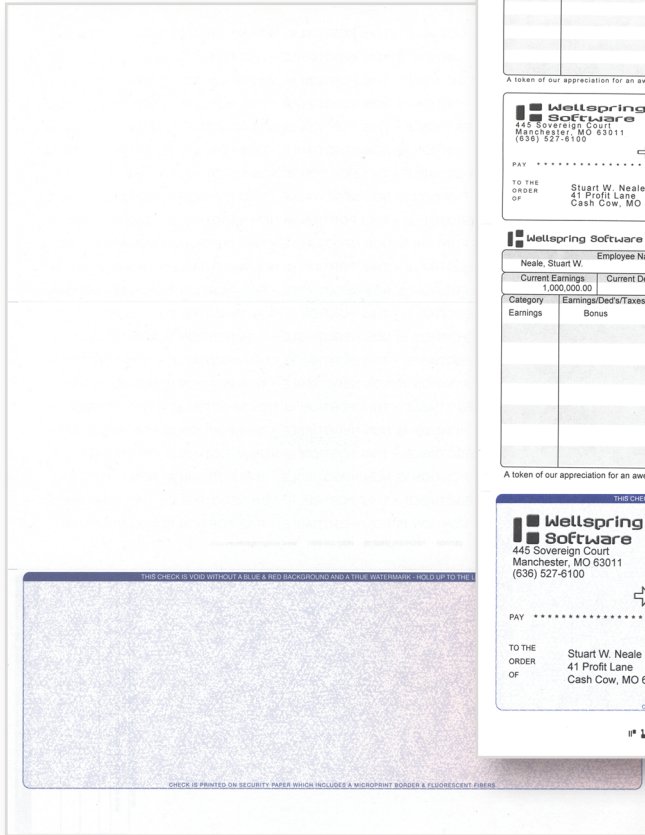 A token of our appreciation for an aw
Wellspring
Software
445 Sovereign Court
Manchester, MO 63011
(636) 527-6100
PAY * * * * * * * * * * * * * * *
TO THE
ORDER
OF
Stuart W. Neale
41 Profit Lane
Cash Cow, MO
Wellspring Software
Employee Na
Neale, Stuart W.
Current Earnings Current De
1,000,000.00
Category Earnings/Ded's/Taxes
Earnings Bonus
A token of our appreciation for an awe
THIS CHE
Wellspring
Software
445 Sovereign Court
Manchester, MO 63011
(636) 527-6100
PAY * * * * * * * * * * * * * * * *
TO THE
ORDER
OF
Stuart W. Neale
41 Profit Lane
Cash Cow, MO 6
THIS CHECK IS VOID WITHOUT A BLUE & RED BACKGROUND AND A TRUE WATERMARK - HOLD UP TO THE L
CHECK IS PRINTED ON SECURITY PAPER WHICH INCLUDES A MICROPRINT BORDER & FLUORESCENT FIBERS